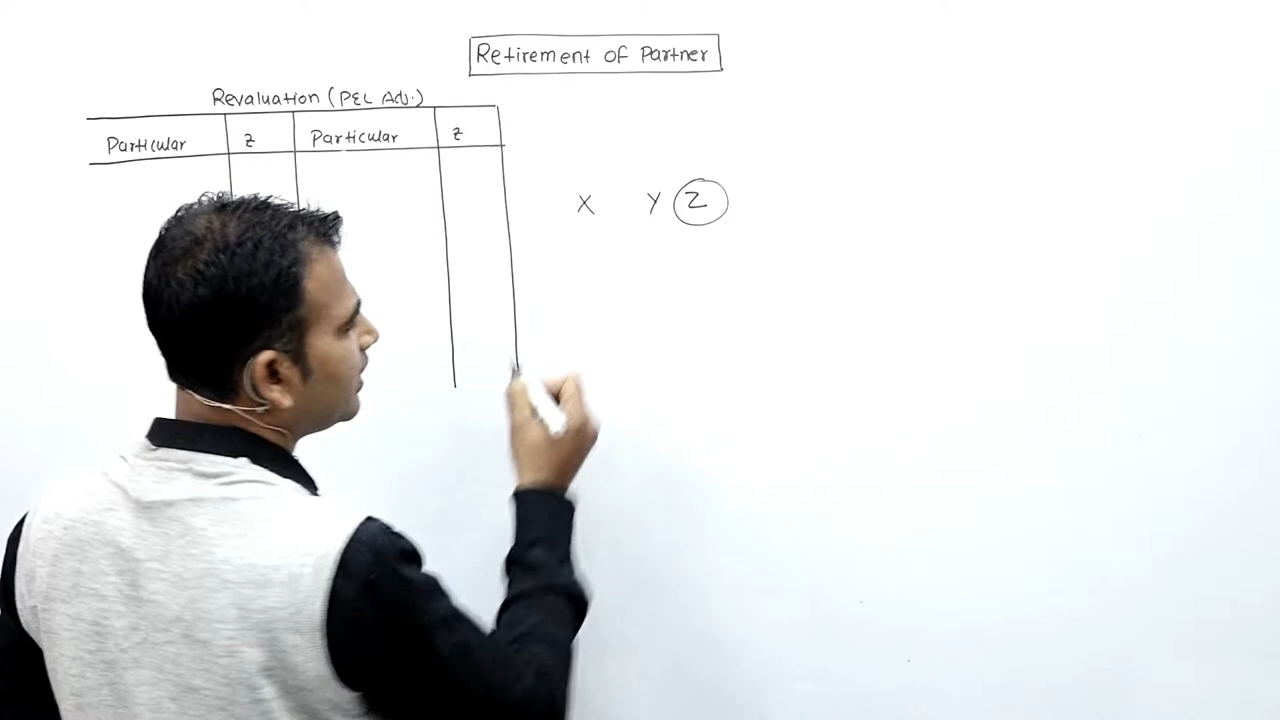 Retirement of Partner
Revaluation (P&L Adj.)
Particular Z Particular Z
X Y Z